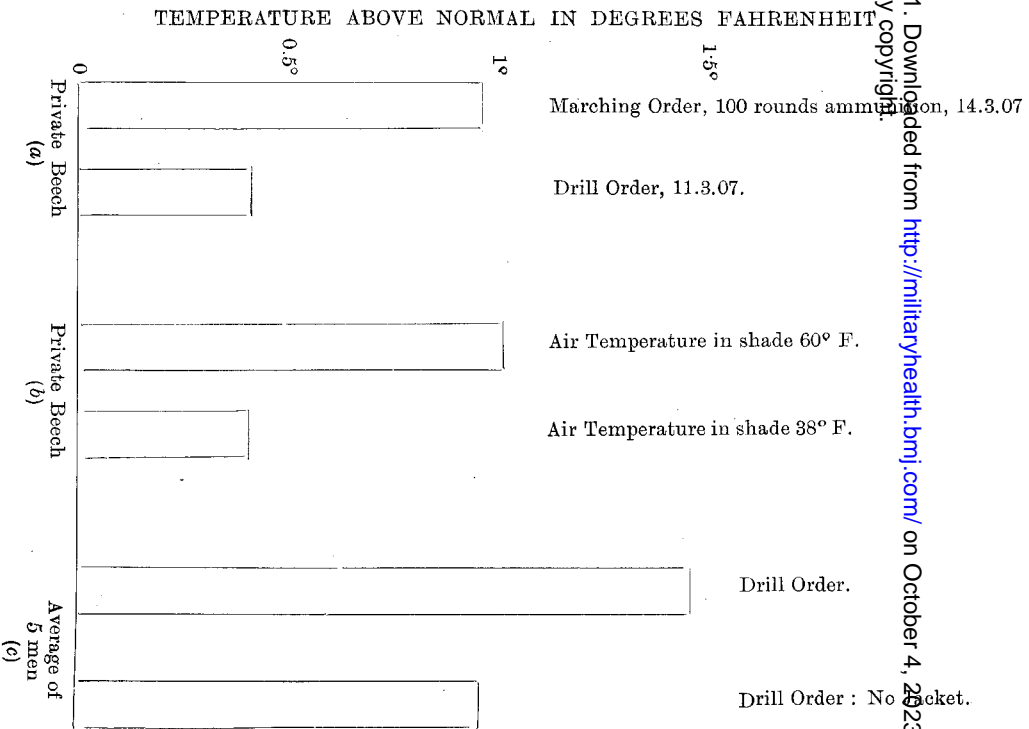 TEMPERATURE ABOVE NORMAL IN DEGREES FAHRENHEIT.
0
0.5°
1°
1·5°
Private Beech
(a)
Marching Order, 100 rounds ammunition, 14.3.07
Drill Order, 11.3.07.
Private Beech
(b)
Air Temperature in shade 60° F.
Air Temperature in shade 38° F.
Average of
5 men
(c)
Drill Order.
Drill Order : No Jacket.
1. Downloaded from http://militaryhealth.bmj.com/ on October 4, 2023
y copyright.